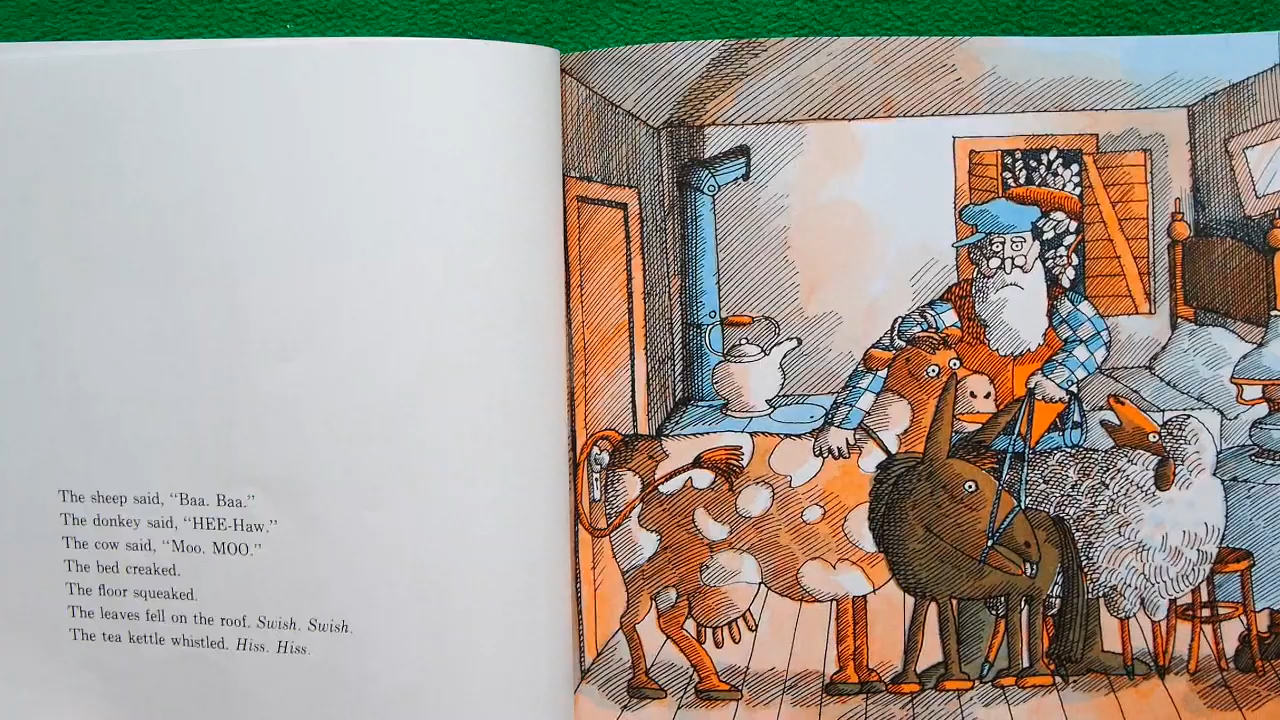 The sheep said, “Baa. Baa.”
The donkey said, “HEE-Haw.”
The cow said, “Moo. MOO.”
The bed creaked.
The floor squeaked.
The leaves fell on the roof. Swish. Swish.
The tea kettle whistled. Hiss. Hiss.